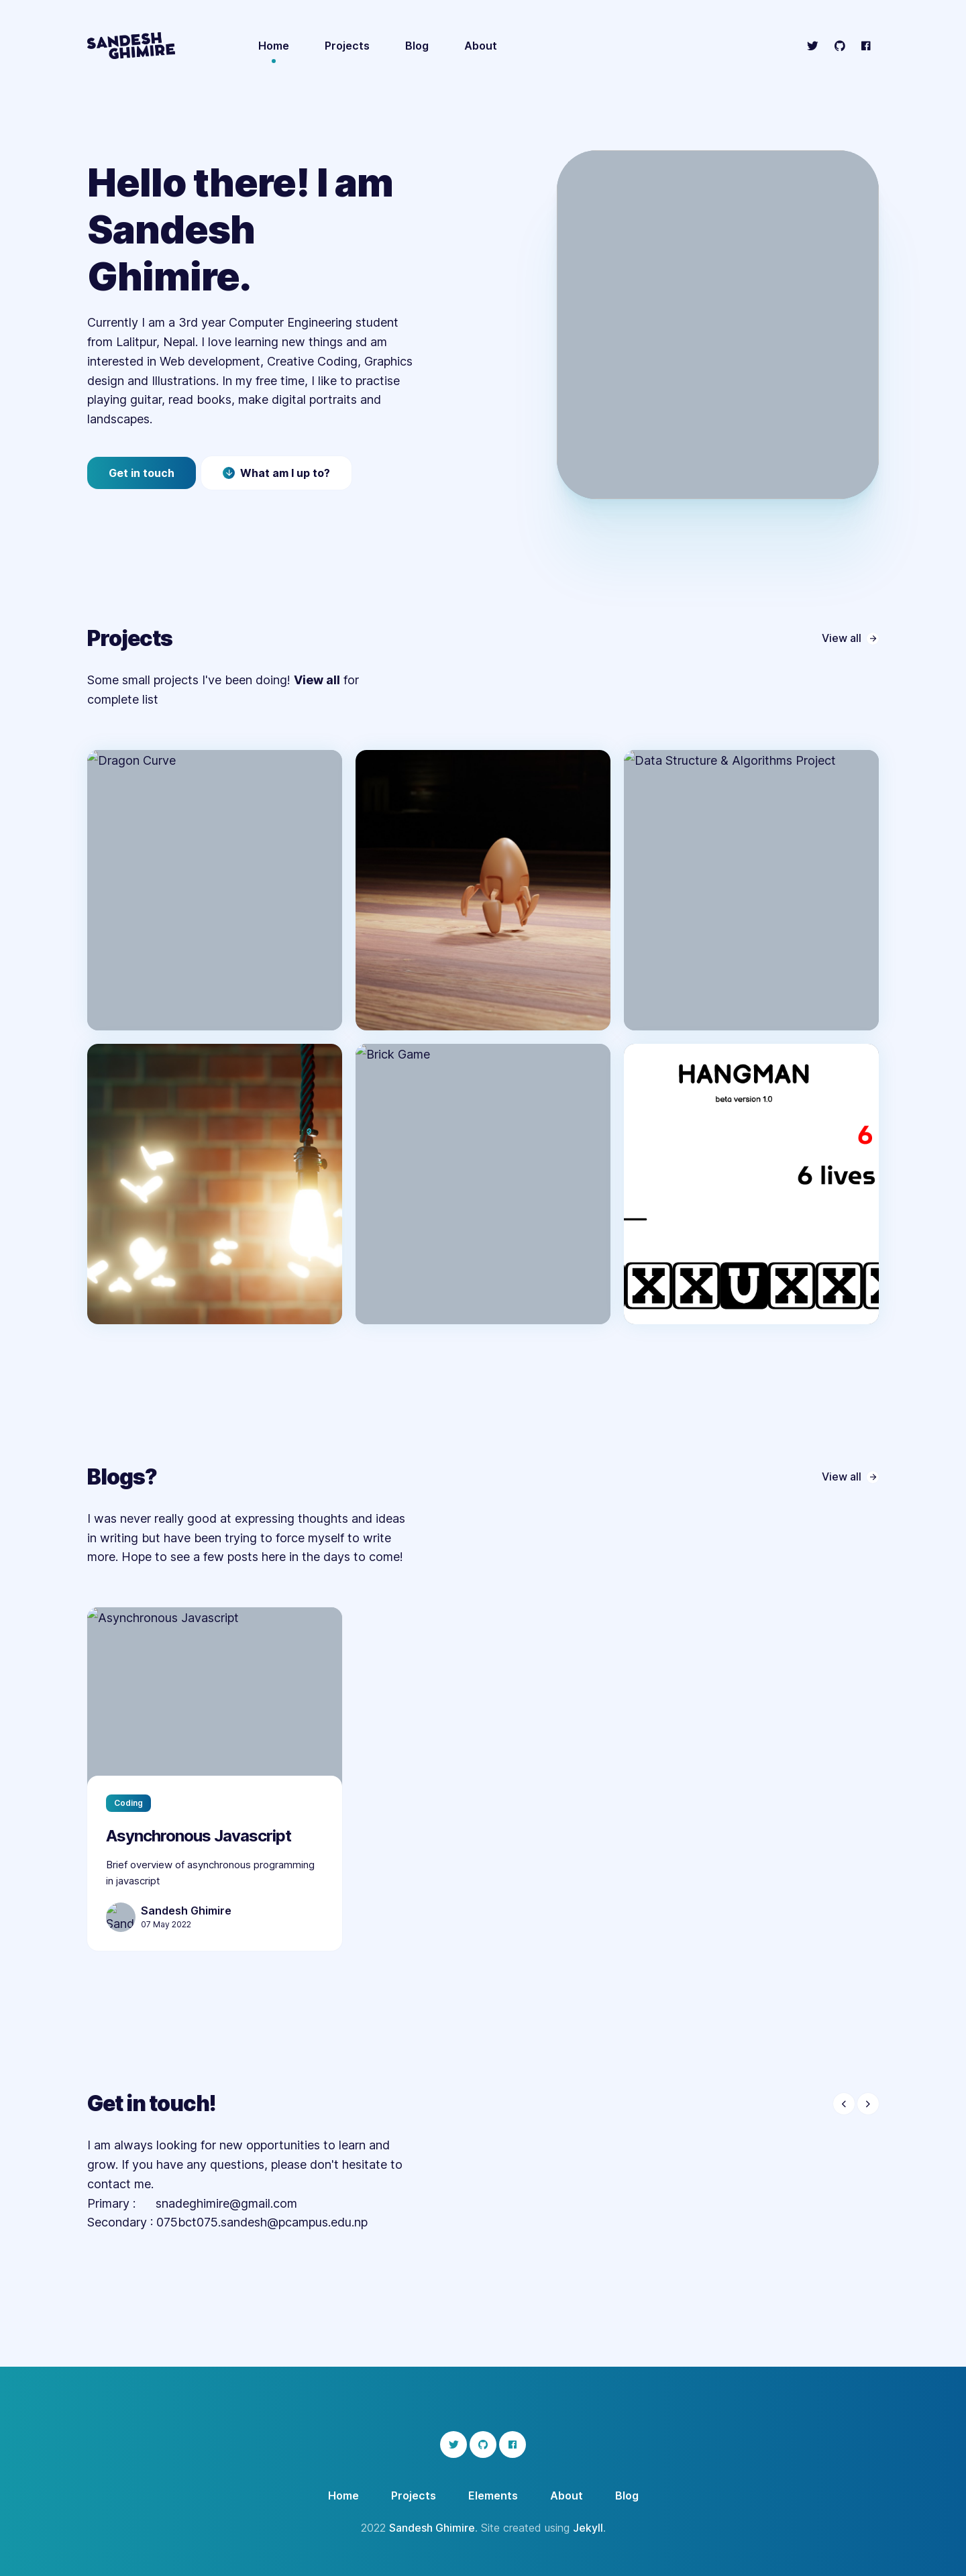 SANDESH
GHIMIRE
Home Projects Blog About
Hello there! I am
Sandesh
Ghimire.
Currently I am a 3rd year Computer Engineering student
from Lalitpur, Nepal. I love learning new things and am
interested in Web development, Creative Coding, Graphics
design and Illustrations. In my free time, I like to practise
playing guitar, read books, make digital portraits and
landscapes.
Get in touch What am I up to?
Projects View all
Some small projects I've been doing! View all for
complete list
Dragon Curve Data Structure & Algorithms Project
Brick Game
HANGMAN
beta version 1.0
6
6 lives
XXUXXX
Blogs? View all
I was never really good at expressing thoughts and ideas
in writing but have been trying to force myself to write
more. Hope to see a few posts here in the days to come!
Asynchronous Javascript
Coding
Asynchronous Javascript
Brief overview of asynchronous programming
in javascript
Sand
Sandesh Ghimire
07 May 2022
Get in touch!
I am always looking for new opportunities to learn and
grow. If you have any questions, please don't hesitate to
contact me.
Primary : snadeghimire@gmail.com
Secondary : 075bct075.sandesh@pcampus.edu.np
Home Projects Elements About Blog
2022 Sandesh Ghimire. Site created using Jekyll.